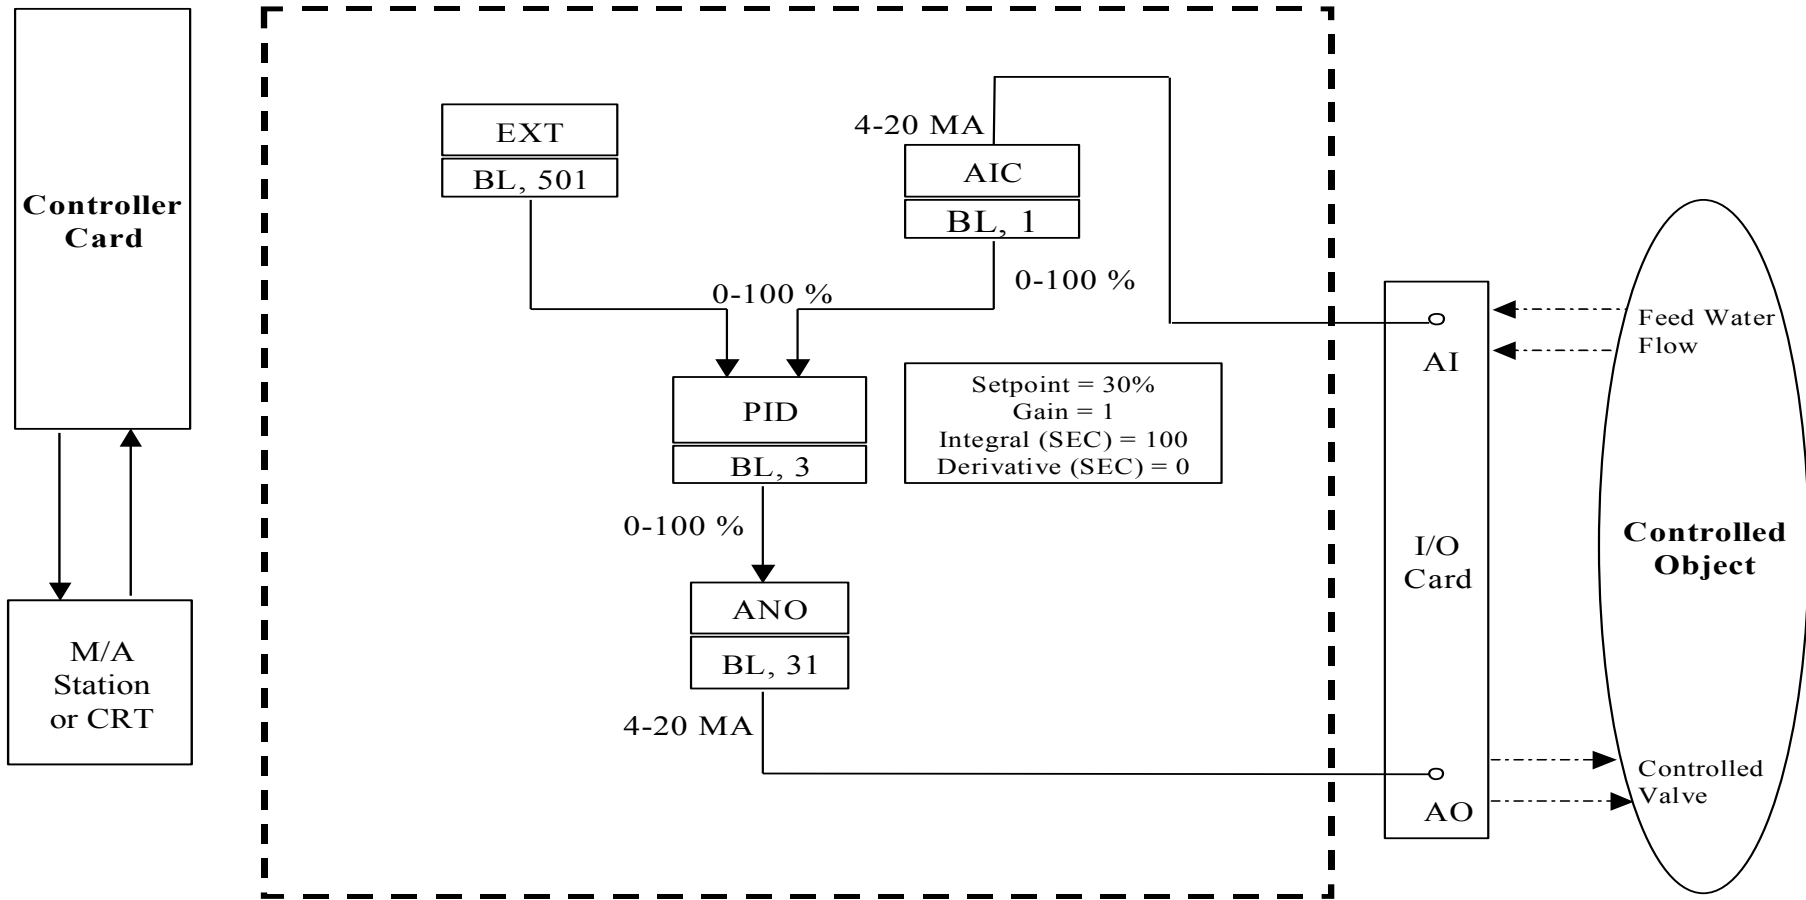 Controller
Card
M/A
Station
or CRT
EXT
BL, 501
4-20 MA
AIC
BL, 1
0-100 %
0-100 %
PID
BL, 3
Setpoint = 30%
Gain = 1
Integral (SEC) = 100
Derivative (SEC) = 0
0-100 %
ANO
BL, 31
4-20 MA
AI
I/O
Card
AO
Feed Water
Flow
Controlled
Object
Controlled
Valve